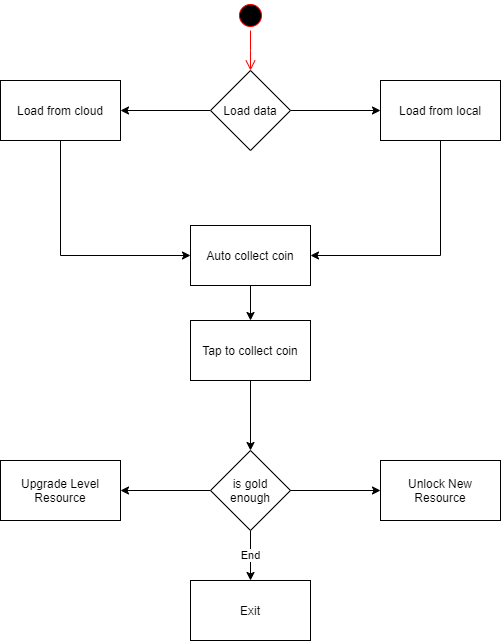 Load from cloud
Load data
Load from local
Auto collect coin
Tap to collect coin
Upgrade Level
Resource
is gold
enough
Unlock New
Resource
End
Exit